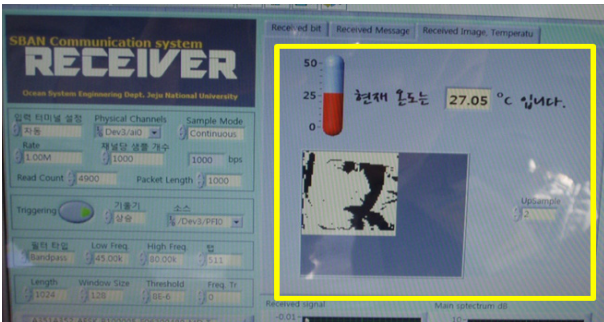 SBAN Communication system
RECEIVER
Ocean System Enginnering Dept. Jeju National University
입력 터미널 설정 Physical Channels Sample Mode
자동 Dev3/ai0 Continuous
Rate 채널당 샘플 개수
1.00M 1000 1000 bps
Read Count 4900 Packet Length 1000
Triggering 기울기 소스
상승 /Dev3/PFI0
필터 타입 Low Freq. High Freq. 탭
Bandpass 45.00k 80.00k 511
Length Window Size Threshold Freq. Tr
1024 128 8E-6 0
Received bit Received Message Received Image, Temperatu
50
25
0
현재 온도는 27.05 °C 입니다.
UpSample
2
Received signal Main sptectrum dB
-0.01 10